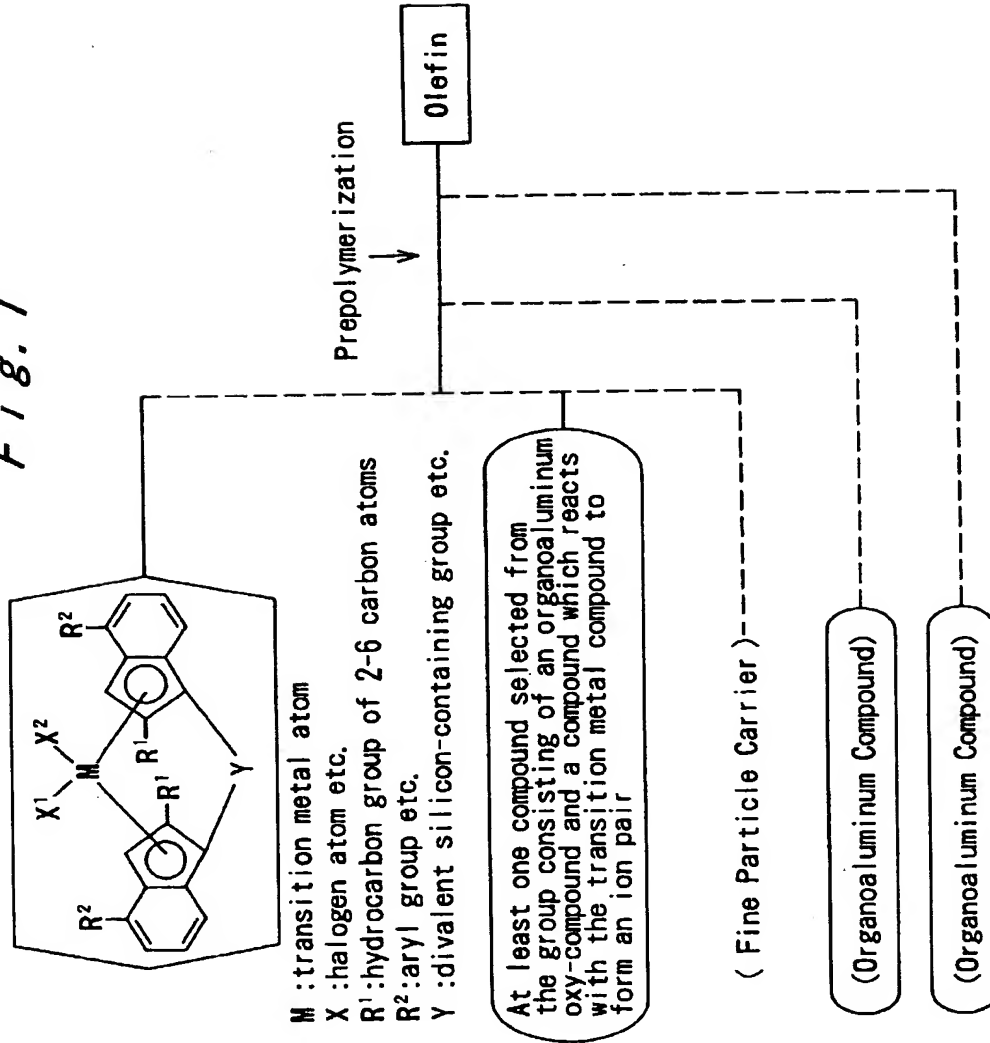 Fig. 1
X¹
X²
M
R²
R²
R¹
R¹
Y
M :transition metal atom
X :halogen atom etc.
R¹:hydrocarbon group of 2-6 carbon atoms
R²:aryl group etc.
Y :divalent silicon-containing group etc.
At least one compound selected from
the group consisting of an organoaluminum
oxy-compound and a compound which reacts
with the transition metal compound to
form an ion pair
( Fine Particle Carrier )
(Organoaluminum Compound)
(Organoaluminum Compound)
Prepolymerization
Olefin